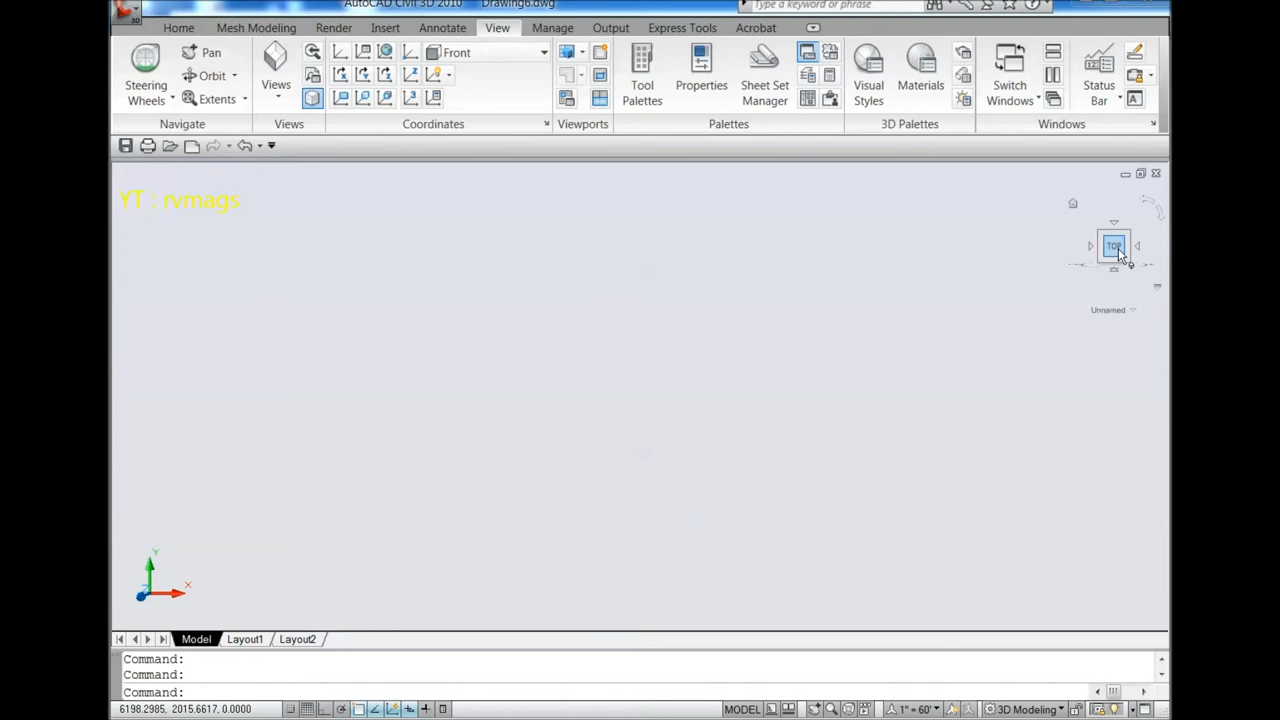 AutoCAD Civil 3D 2010 Drawing6.dwg Type a keyword or phrase
Home Mesh Modeling Render Insert Annotate View Manage Output Express Tools Acrobat
Pan Front
Steering Wheels Orbit Views Tool Palettes Properties Sheet Set Manager Visual Styles Materials Switch Windows Status Bar
Extents
Navigate Views Coordinates Viewports Palettes 3D Palettes Windows
YT : rvmags
TOP
Unnamed
Y
X
Z
Model Layout1 Layout2
Command:
Command:
Command:
6198.2985, 2015.6617, 0.0000 MODEL 1" = 60' 3D Modeling